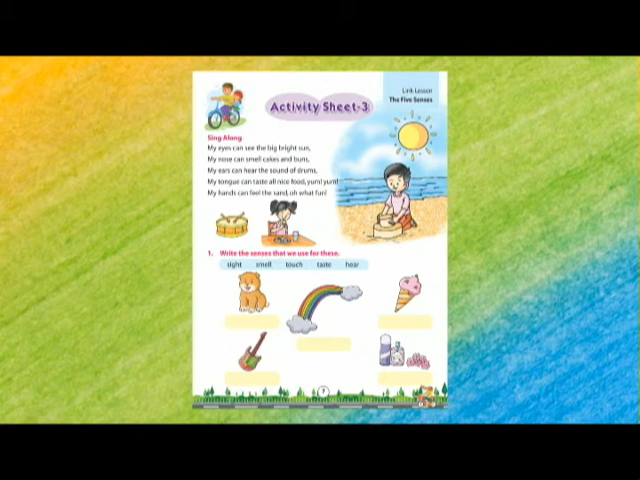 Link Lesson
The Five Senses
Activity Sheet-3
Sing Along
My eyes can see the big bright sun,
My nose can smell cakes and buns,
My ears can hear the sound of drums,
My tongue can taste all nice food, yum! yum!
My hands can feel the sand, oh what fun!
1. Write the senses that we use for these.
sight smell touch taste hear
7